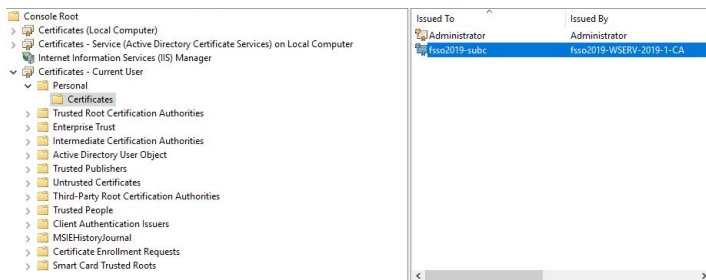 Console Root
Certificates (Local Computer)
Certificates - Service (Active Directory Certificate Services) on Local Computer
Internet Information Services (IIS) Manager
Certificates - Current User
Personal
Certificates
Trusted Root Certification Authorities
Enterprise Trust
Intermediate Certification Authorities
Active Directory User Object
Trusted Publishers
Untrusted Certificates
Third-Party Root Certification Authorities
Trusted People
Client Authentication Issuers
MSIEHistoryJournal
Certificate Enrollment Requests
Smart Card Trusted Roots
Issued To Issued By
Administrator Administrator
fsso2019-subc fsso2019-WSERV-2019-1-CA